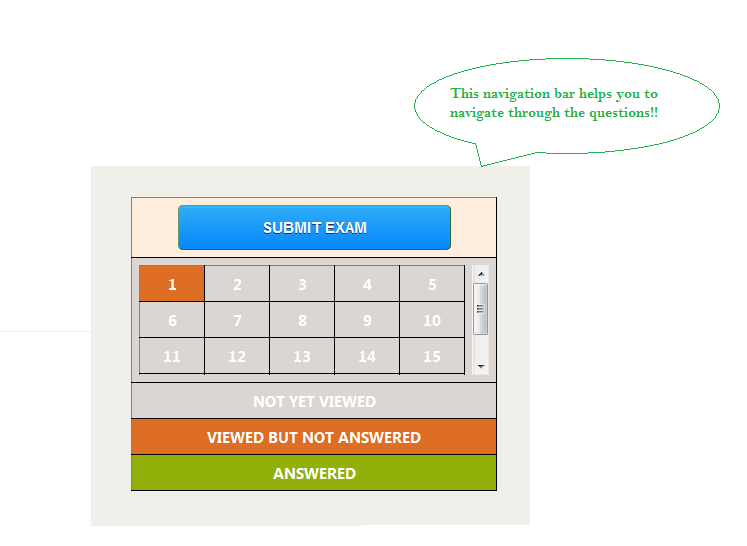 This navigation bar helps you to
navigate through the questions!!
SUBMIT EXAM
1 2 3 4 5
6 7 8 9 10
11 12 13 14 15
NOT YET VIEWED
VIEWED BUT NOT ANSWERED
ANSWERED